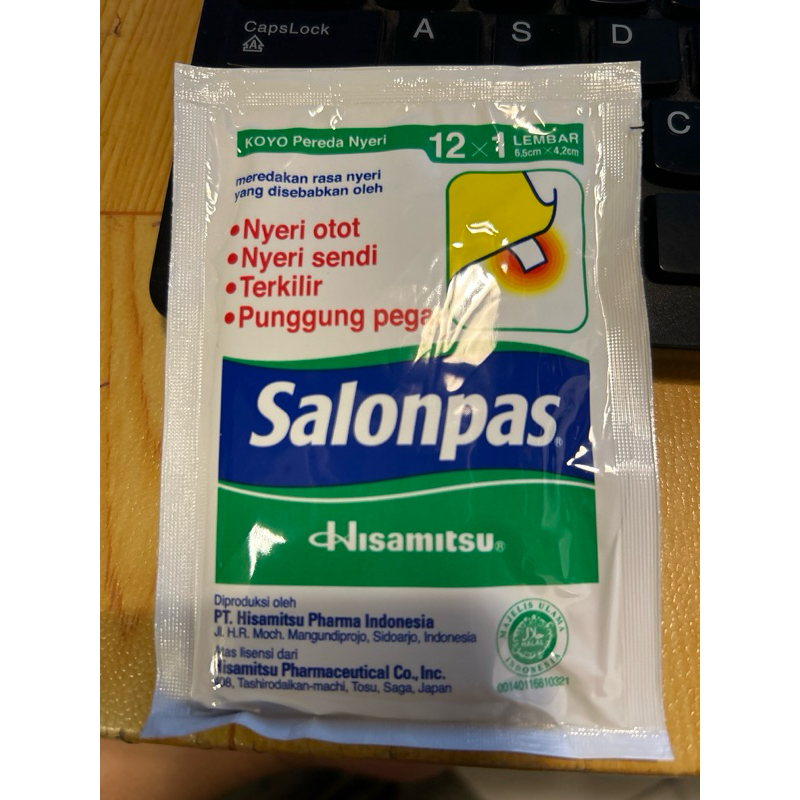 CapsLock
A
S
D
C
KOYO Pereda Nyeri
12 × 1 LEMBAR
6,5cm × 4,2cm
meredakan rasa nyeri
yang disebabkan oleh
•Nyeri otot
•Nyeri sendi
•Terkilir
•Punggung pega
Salonpas®
Hisamitsu®
Diproduksi oleh
PT. Hisamitsu Pharma Indonesia
Jl. H.R. Moch. Mangundiprojo, Sidoarjo, Indonesia
Atas lisensi dari
Hisamitsu Pharmaceutical Co., Inc.
408, Tashirodaikan-machi, Tosu, Saga, Japan
MAJELIS ULAMA
حلال
HALAL
INDONESIA
00140116610321